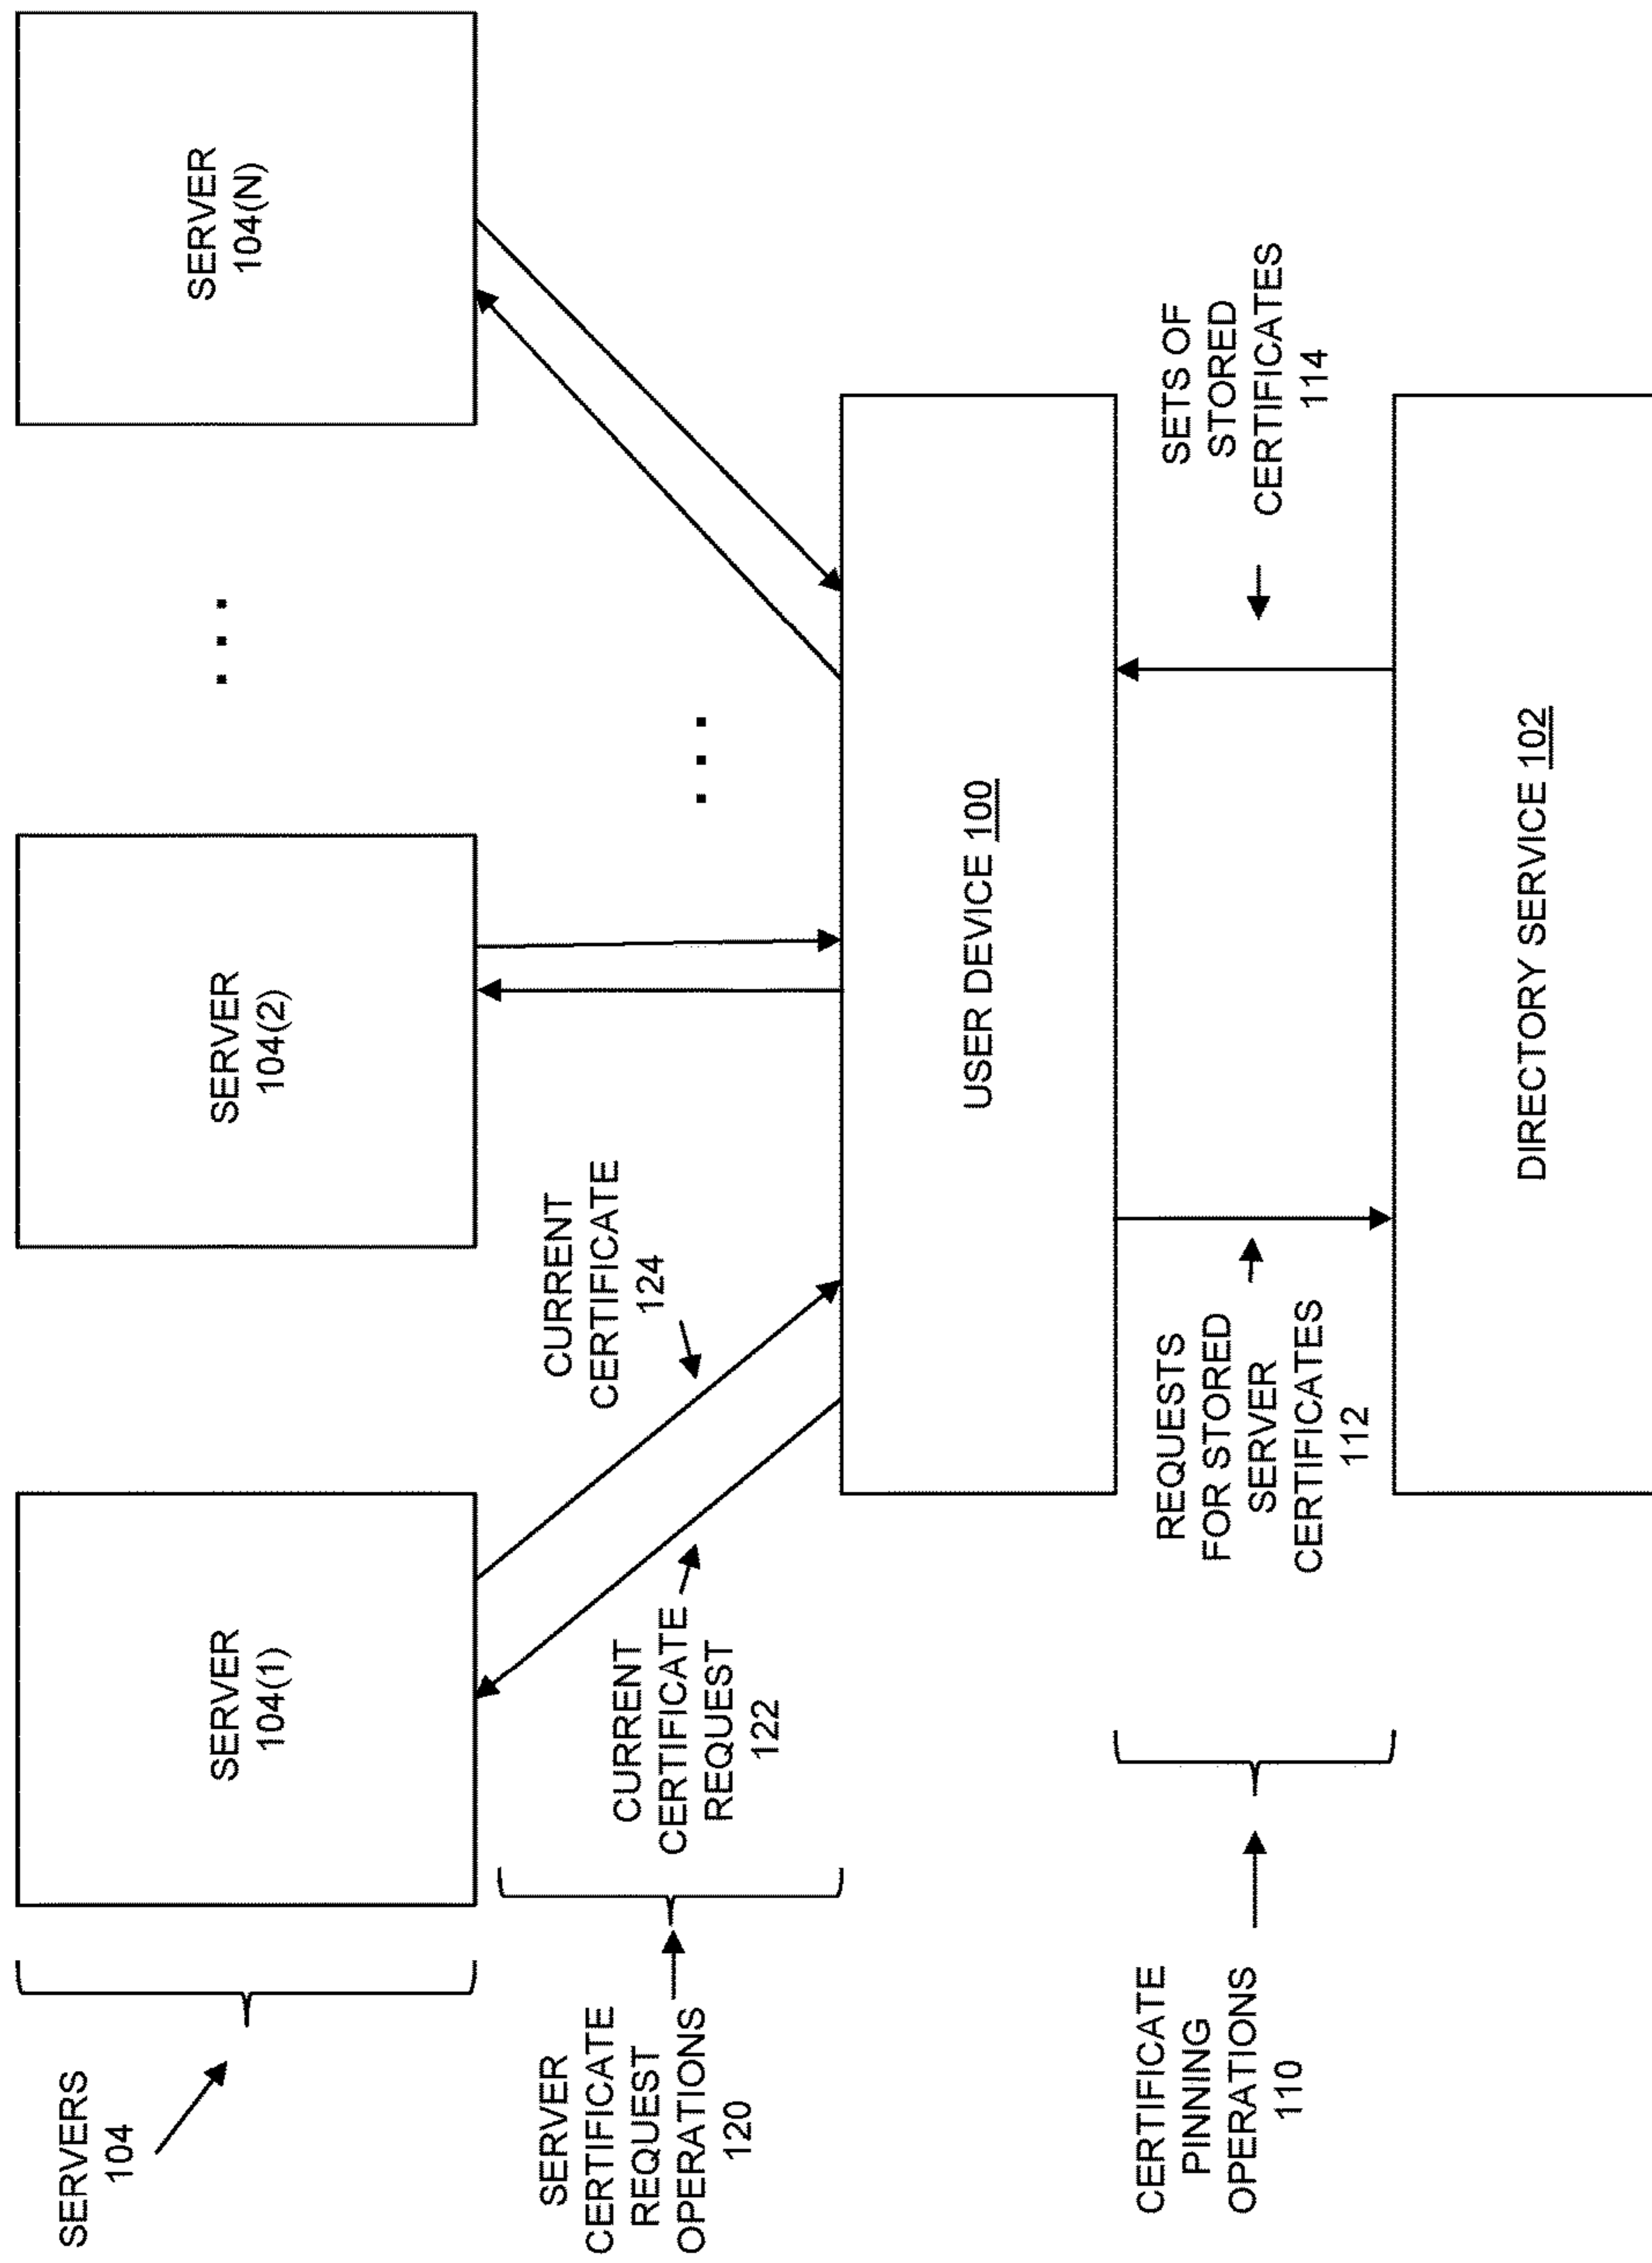 SERVERS
104
SERVER
104(1)
SERVER
104(2)
. . .
SERVER
104(N)
SERVER
CERTIFICATE
REQUEST
OPERATIONS
120
CURRENT
CERTIFICATE
REQUEST
122
CURRENT
CERTIFICATE
124
. . .
USER DEVICE 100
CERTIFICATE
PINNING
OPERATIONS
110
REQUESTS
FOR STORED
SERVER
CERTIFICATES
112
SETS OF
STORED
CERTIFICATES
114
DIRECTORY SERVICE 102